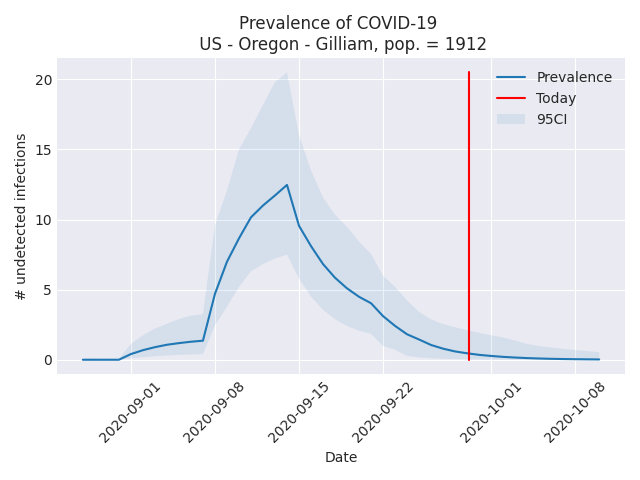 Prevalence of COVID-19
US - Oregon - Gilliam, pop. = 1912
Prevalence
Today
95CI
# undetected infections
20
15
10
5
0
2020-09-01
2020-09-08
2020-09-15
2020-09-22
2020-10-01
2020-10-08
Date